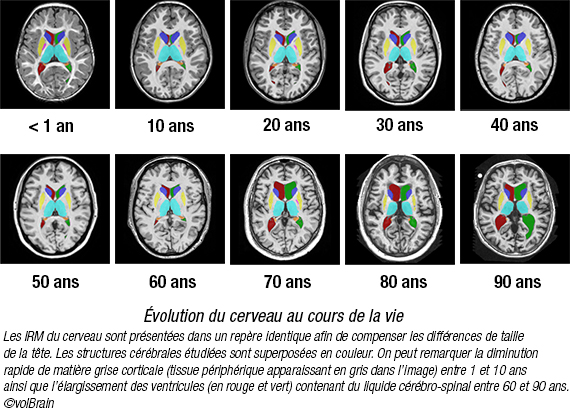 < 1 an 10 ans 20 ans 30 ans 40 ans
50 ans 60 ans 70 ans 80 ans 90 ans
Évolution du cerveau au cours de la vie
Les IRM du cerveau sont présentées dans un repère identique afin de compenser les différences de taille
de la tête. Les structures cérébrales étudiées sont superposées en couleur. On peut remarquer la diminution
rapide de matière grise corticale (tissue périphérique apparaissant en gris dans l'image) entre 1 et 10 ans
ainsi que l'élargissement des ventricules (en rouge et vert) contenant du liquide cérébro-spinal entre 60 et 90 ans.
©volBrain